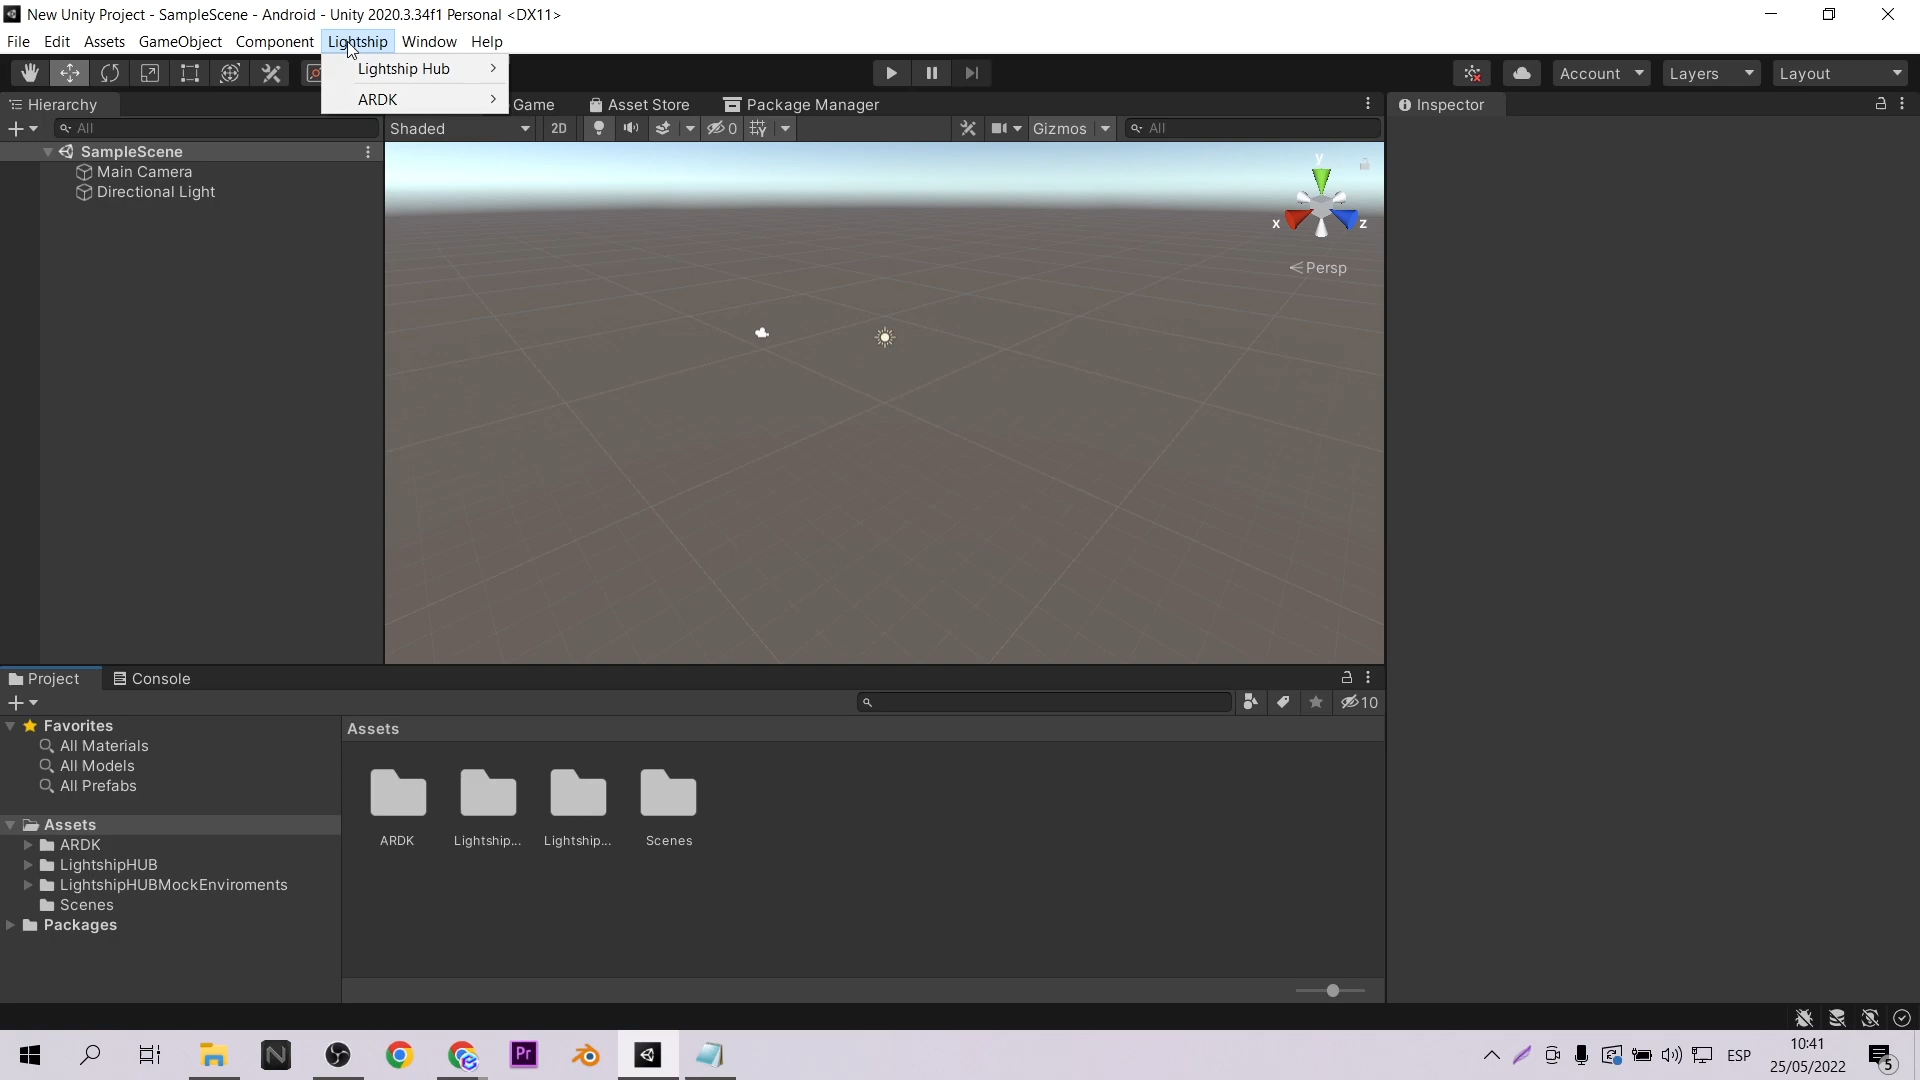 New Unity Project - SampleScene - Android - Unity 2020.3.34f1 Personal <DX11>
File Edit Assets GameObject Component Lightship Window Help
Lightship Hub
ARDK
Account Layers Layout
Hierarchy Game Asset Store Package Manager Inspector
All Shaded 2D 0 Gizmos All
SampleScene
Main Camera
Directional Light
y
x z
Persp
Project Console
10
Favorites
All Materials
All Models
All Prefabs
Assets
ARDK
LightshipHUB
LightshipHUBMockEnviroments
Scenes
Packages
Assets
ARDK Lightship... Lightship... Scenes
Pr ESP
10:41
25/05/2022
5